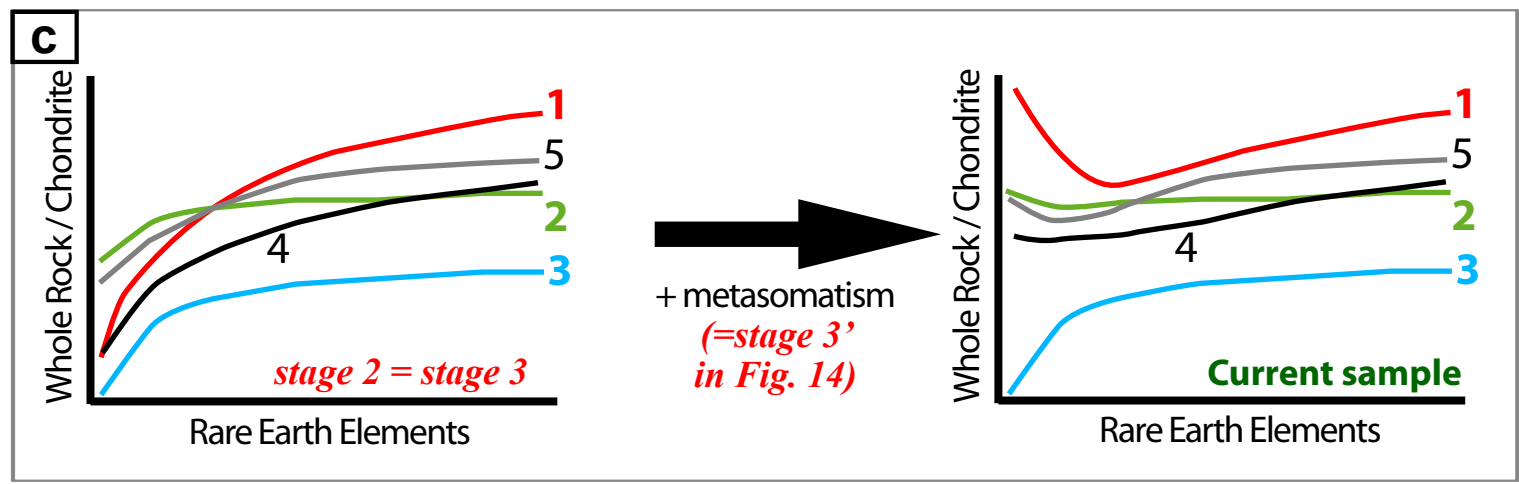 C
Whole Rock / Chondrite
1
5
2
4
3
stage 2 = stage 3
Rare Earth Elements
+ metasomatism
(=stage 3’
in Fig. 14)
Whole Rock / Chondrite
1
5
2
4
3
Current sample
Rare Earth Elements